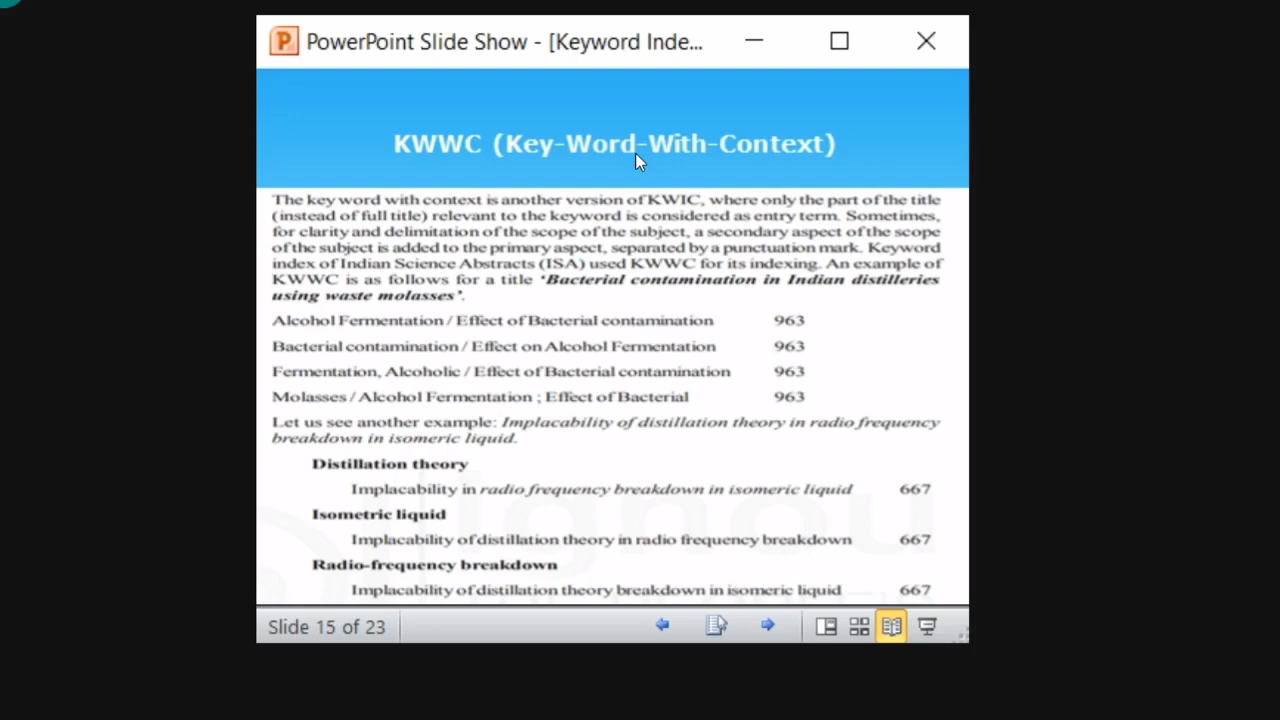 PowerPoint Slide Show - [Keyword Inde...
KWWC (Key-Word-With-Context)
The key word with context is another version of KWIC, where only the part of the title
(instead of full title) relevant to the keyword is considered as entry term. Sometimes,
for clarity and delimitation of the scope of the subject, a secondary aspect of the scope
of the subject is added to the primary aspect, separated by a punctuation mark. Keyword
index of Indian Science Abstracts (ISA) used KWWC for its indexing. An example of
KWWC is as follows for a title ‘Bacterial contamination in Indian distilleries
using waste molasses’.
Alcohol Fermentation / Effect of Bacterial contamination 963
Bacterial contamination / Effect on Alcohol Fermentation 963
Fermentation, Alcoholic / Effect of Bacterial contamination 963
Molasses / Alcohol Fermentation ; Effect of Bacterial 963
Let us see another example: Implacability of distillation theory in radio frequency
breakdown in isomeric liquid.
Distillation theory
Implacability in radio frequency breakdown in isomeric liquid 667
Isometric liquid
Implacability of distillation theory in radio frequency breakdown 667
Radio-frequency breakdown
Implacability of distillation theory breakdown in isomeric liquid 667
Slide 15 of 23